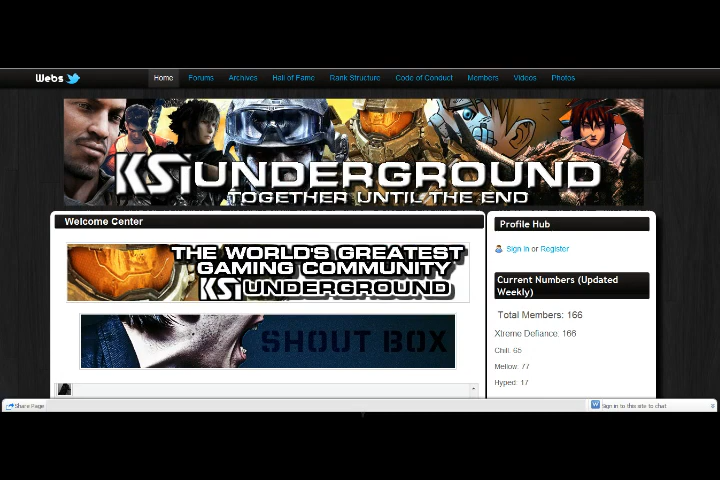 Webs
Home Forums Archives Hall of Fame Rank Structure Code of Conduct Members Videos Photos
KSi UNDERGROUND
TOGETHER UNTIL THE END
Welcome Center
THE WORLD'S GREATEST
GAMING COMMUNITY
KSi UNDERGROUND
SHOUT BOX
Profile Hub
Sign In or Register
Current Numbers (Updated
Weekly)
Total Members: 166
Xtreme Defiance: 166
Chill: 65
Mellow: 77
Hyped: 17
Share Page
Sign in to this site to chat